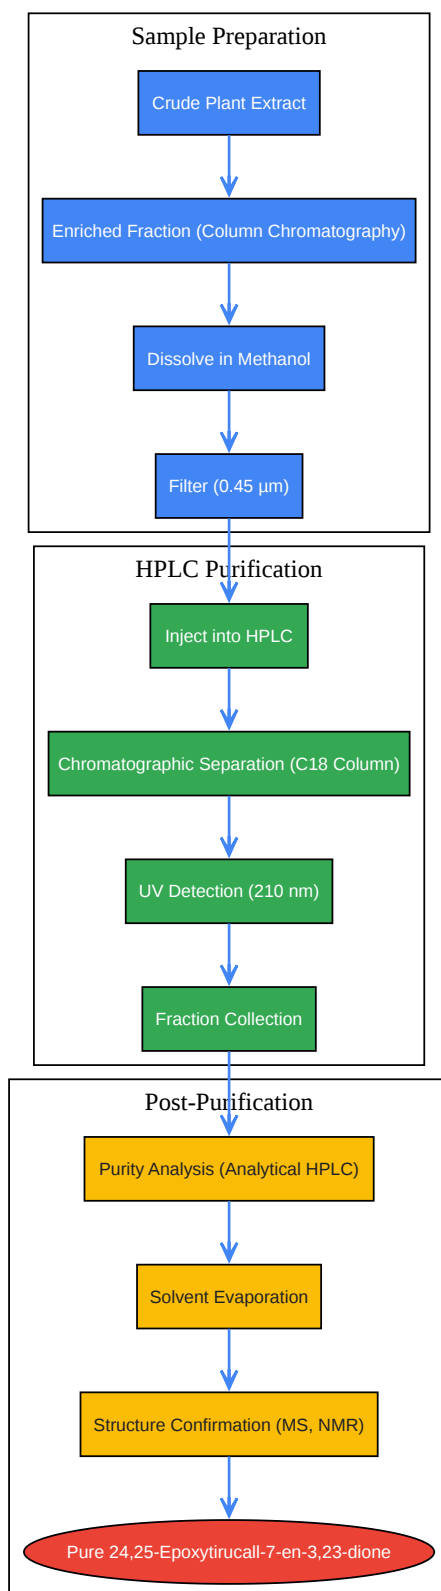 Sample Preparation
Crude Plant Extract
Enriched Fraction (Column Chromatography)
Dissolve in Methanol
Filter (0.45 µm)
HPLC Purification
Inject into HPLC
Chromatographic Separation (C18 Column)
UV Detection (210 nm)
Fraction Collection
Post-Purification
Purity Analysis (Analytical HPLC)
Solvent Evaporation
Structure Confirmation (MS, NMR)
Pure 24,25-Epoxytirucall-7-en-3,23-dione